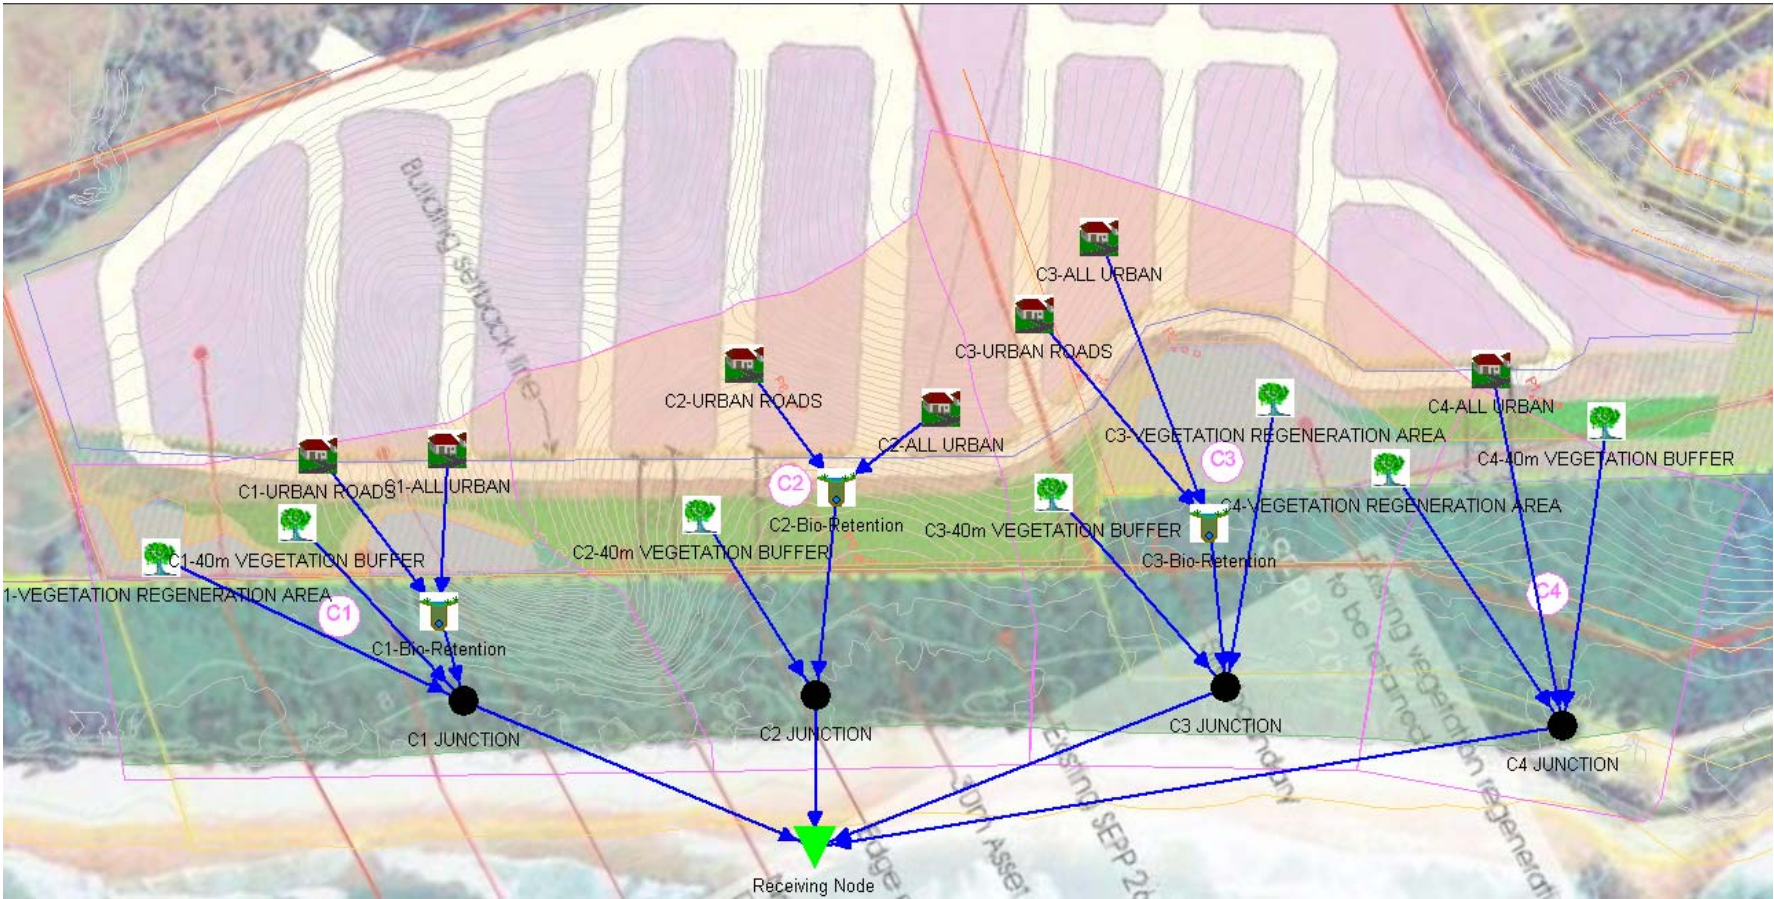 Building setback line
C3-ALL URBAN
C3-URBAN ROADS
C2-URBAN ROADS
C4-ALL URBAN
C2-ALL URBAN
C3-VEGETATION REGENERATION AREA
C4-40m VEGETATION BUFFER
C3
C1-URBAN ROADS
C1-ALL URBAN
C2
C4-VEGETATION REGENERATION AREA
C2-Bio-Retention
C3-40m VEGETATION BUFFER
C2-40m VEGETATION BUFFER
C1-40m VEGETATION BUFFER
C3-Bio-Retention
1-VEGETATION REGENERATION AREA
C4
C1
C1-Bio-Retention
Existing vegetation regeneration
to be retained
C1 JUNCTION
C2 JUNCTION
C3 JUNCTION
C4 JUNCTION
Existing SEPP 26
30m Asset
Edge
Receiving Node